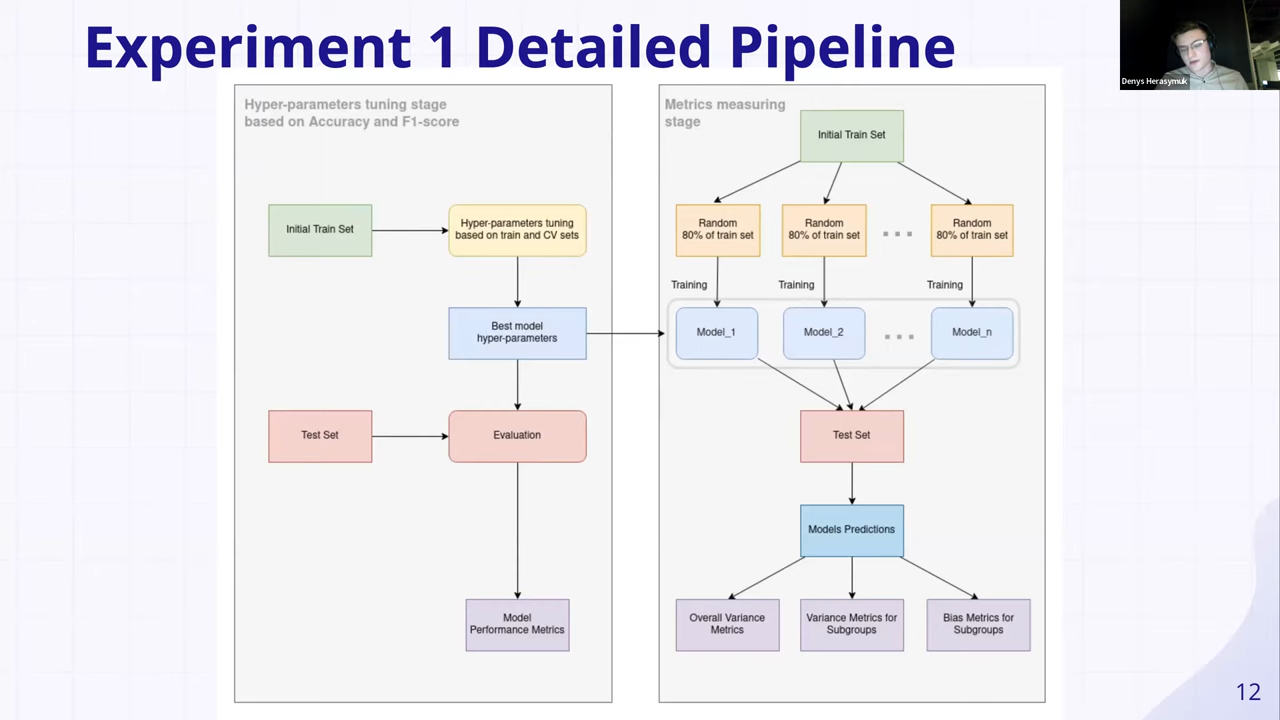 Experiment 1 Detailed Pipeline
Denys Herasymuk
Hyper-parameters tuning stage
based on Accuracy and F1-score
Initial Train Set
Hyper-parameters tuning
based on train and CV sets
Best model
hyper-parameters
Test Set
Evaluation
Model
Performance Metrics
Metrics measuring
stage
Initial Train Set
Random
80% of train set
Random
80% of train set
Random
80% of train set
Training
Training
Training
Model_1
Model_2
Model_n
Test Set
Models Predictions
Overall Variance
Metrics
Variance Metrics for
Subgroups
Bias Metrics for
Subgroups
12